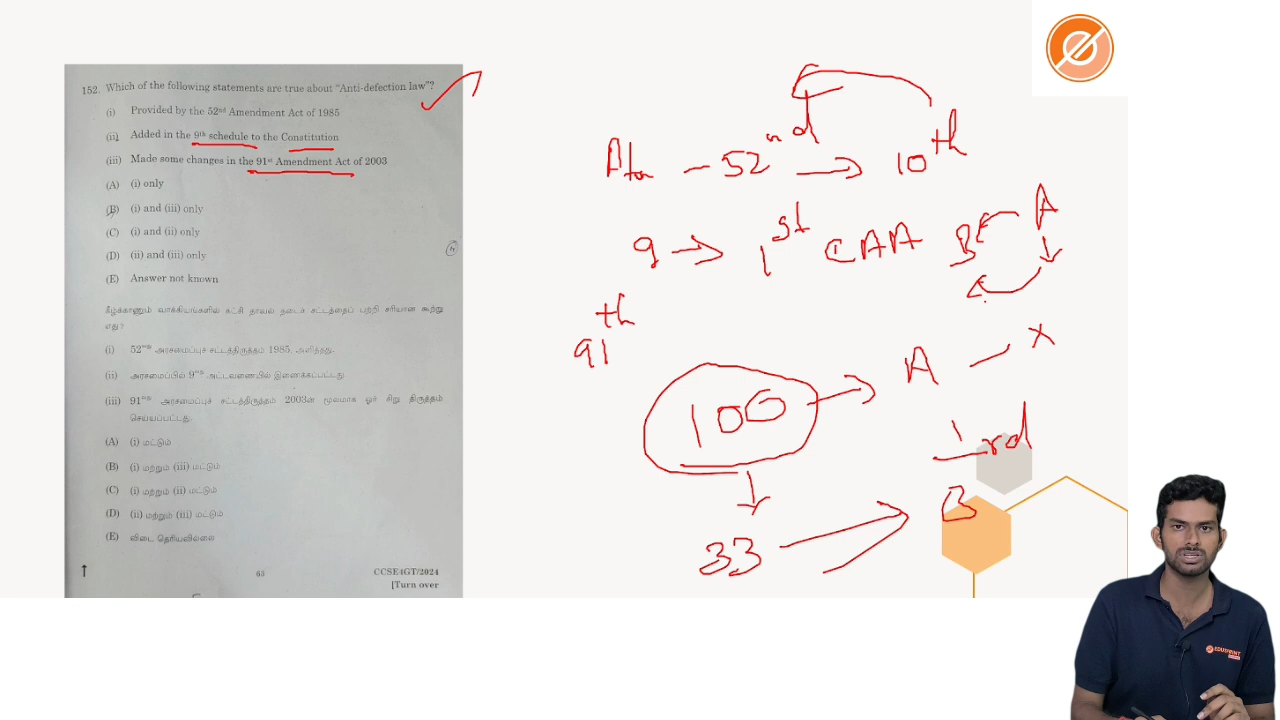 152. Which of the following statements are true about "Anti-defection law"?
(i) Provided by the 52nd Amendment Act of 1985
(ii) Added in the 9th schedule to the Constitution
(iii) Made some changes in the 91st Amendment Act of 2003
(A) (i) only
(B) (i) and (iii) only
(C) (i) and (ii) only
(D) (ii) and (iii) only
(E) Answer not known
கீழ்க்காணும் வாக்கியங்களில் கட்சி தாவல் தடைச் சட்டத்தைப் பற்றி சரியான கூற்று
எது?
(i) 52வது அரசமைப்புச் சட்டத்திருத்தம் 1985, அளித்தது.
(ii) அரசமைப்பில் 9வது அட்டவணையில் இணைக்கப்பட்டது.
(iii) 91வது அரசமைப்புச் சட்டத்திருத்தம் 2003ன் மூலமாக ஓர் சிறு திருத்தம்
செய்யப்பட்டது.
(A) (i) மட்டும்
(B) (i) மற்றும் (iii) மட்டும்
(C) (i) மற்றும் (ii) மட்டும்
(D) (ii) மற்றும் (iii) மட்டும்
(E) விடை தெரியவில்லை
↑ 63 CCSE4GT/2024
[Turn over
52nd → 10th
9 → 1st CAA B A
91th
100 → A - x
1 rd
33 → B
EDUSPRINT